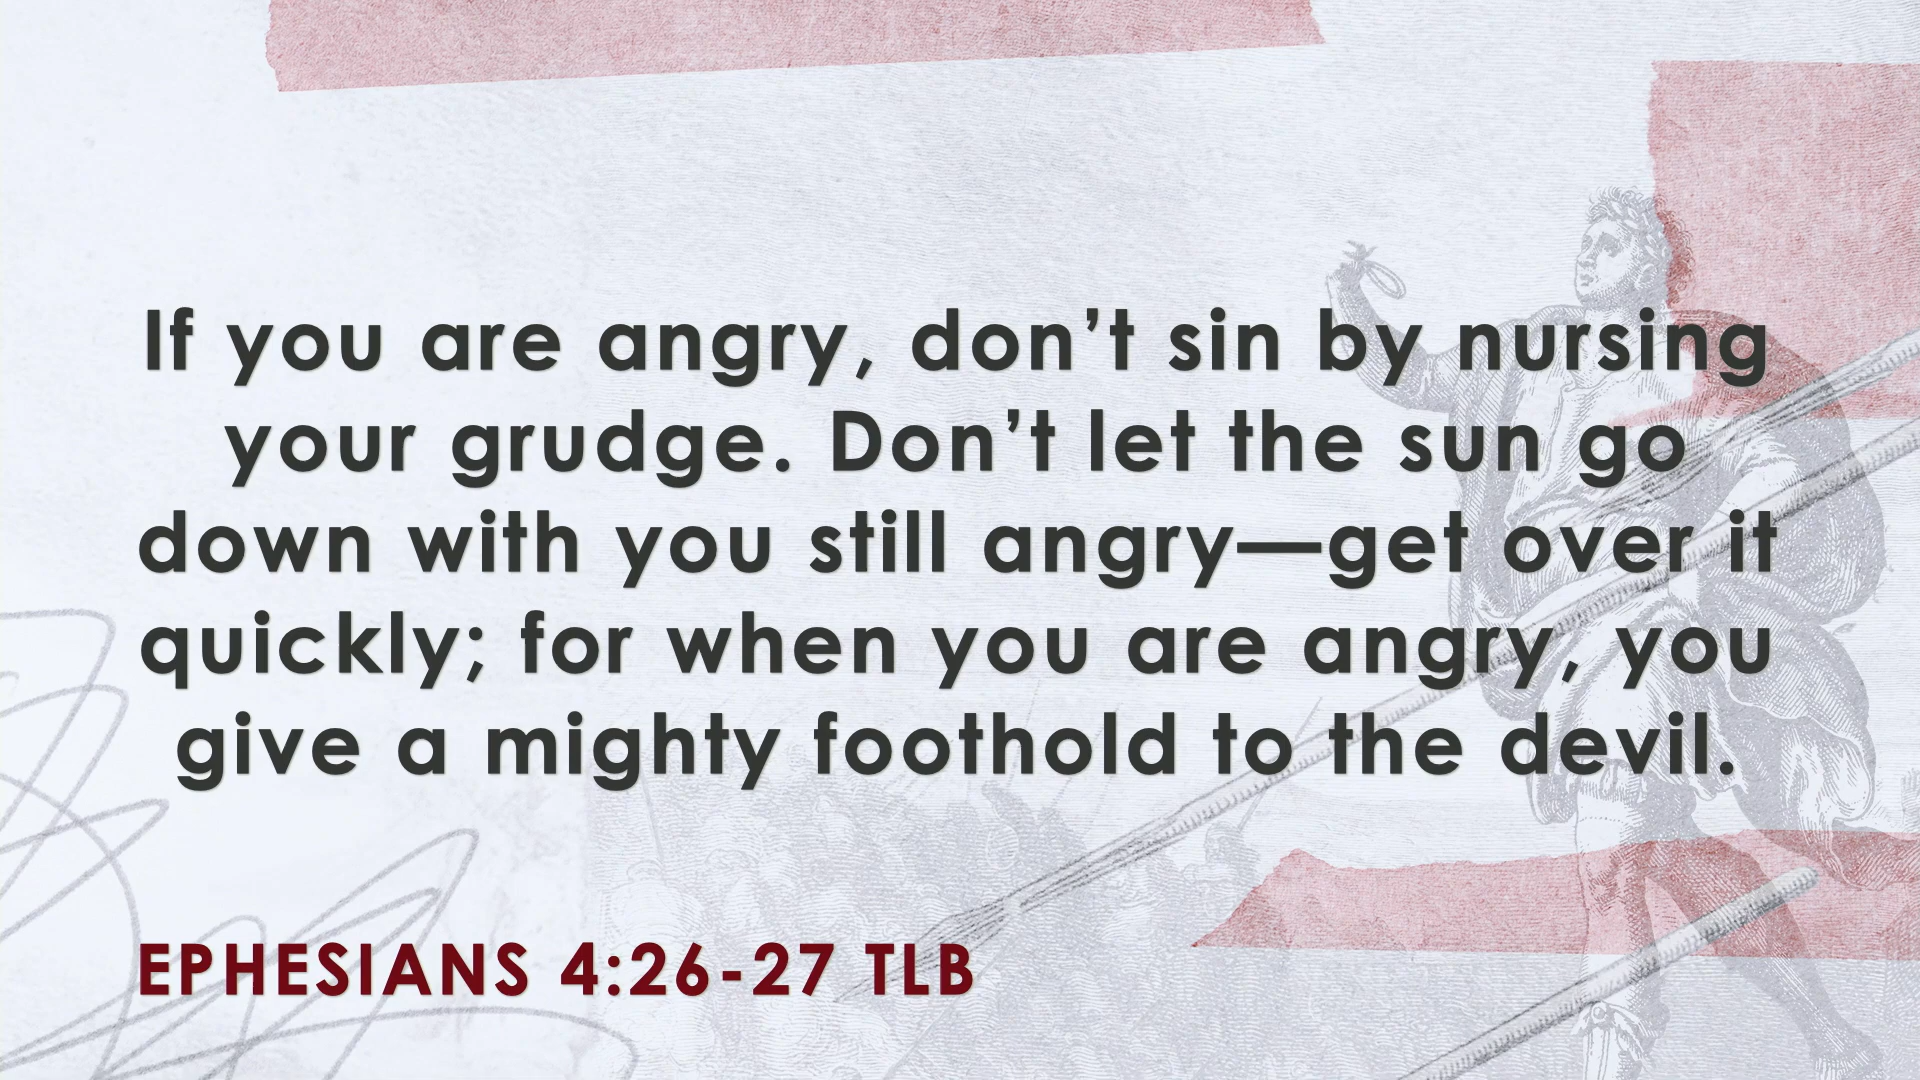 If you are angry, don’t sin by nursing
your grudge. Don’t let the sun go
down with you still angry—get over it
quickly; for when you are angry, you
give a mighty foothold to the devil.
EPHESIANS 4:26-27 TLB